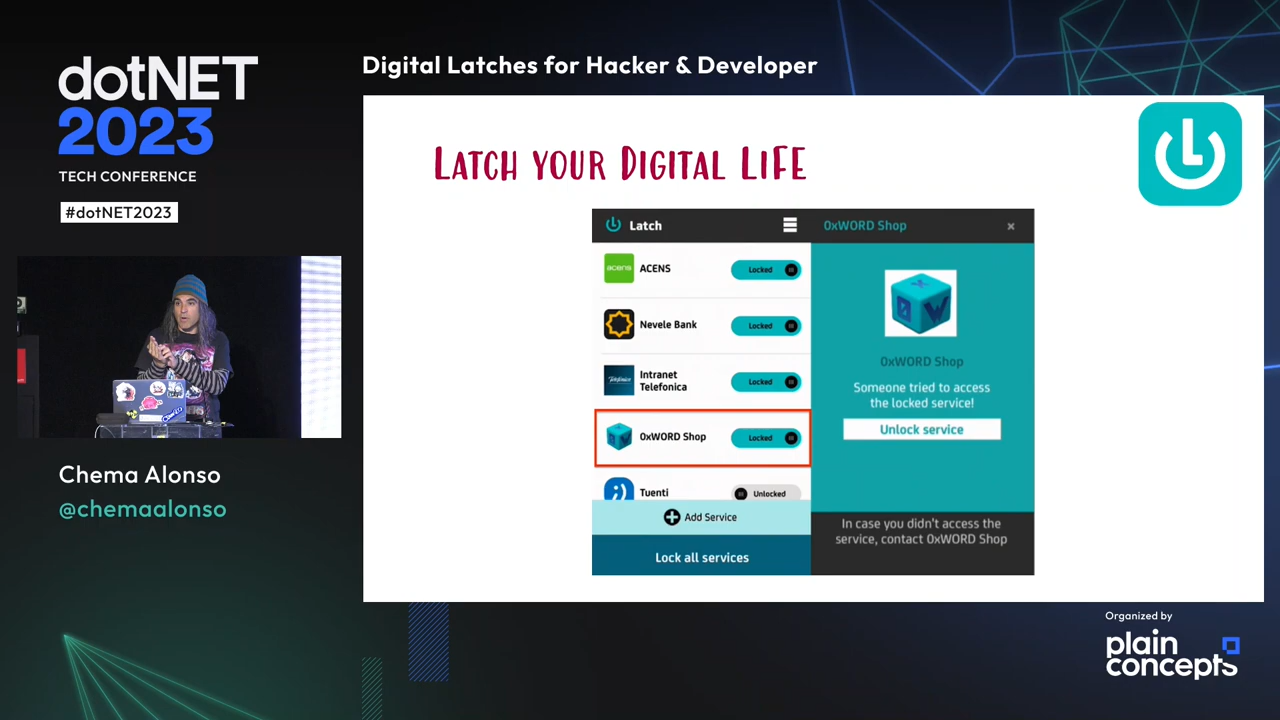 dotNET
2023
TECH CONFERENCE
#dotNET2023
Chema Alonso
@chemaalonso
Digital Latches for Hacker & Developer
LATCH YOUR DIGITAL LIFE
Latch
acens
ACENS
Locked
Nevele Bank
Locked
Telefónica
Intranet
Telefonica
Locked
0xWORD Shop
Locked
Tuenti
Unlocked
Add Service
Lock all services
0xWORD Shop
×
0xWORD Shop
Someone tried to access
the locked service!
Unlock service
In case you didn't access the
service, contact 0xWORD Shop
Organized by
plain
concepts